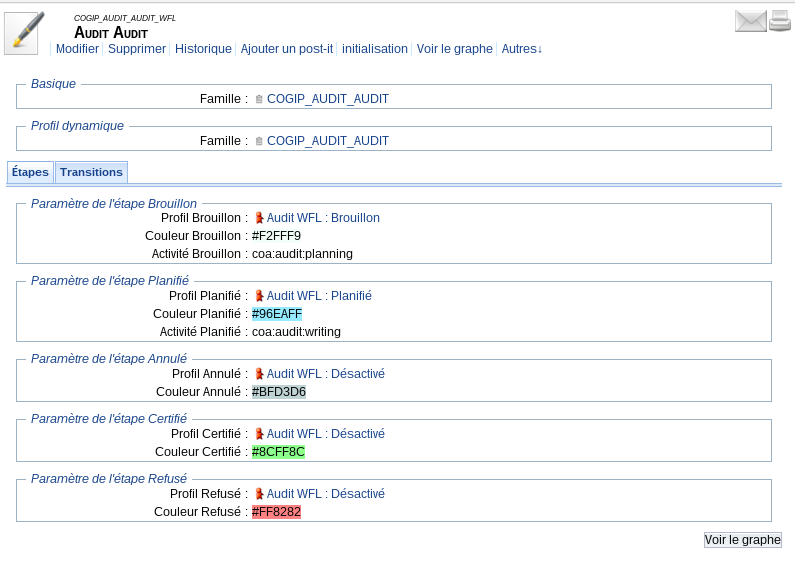 COGIP_AUDIT_AUDIT_WFL
Audit Audit
Modifier Supprimer Historique Ajouter un post-it initialisation Voir le graphe Autres↓
Basique
Famille : COGIP_AUDIT_AUDIT
Profil dynamique
Famille : COGIP_AUDIT_AUDIT
Étapes Transitions
Paramètre de l'étape Brouillon
Profil Brouillon : Audit WFL : Brouillon
Couleur Brouillon : #F2FFF9
Activité Brouillon : coa:audit:planning
Paramètre de l'étape Planifié
Profil Planifié : Audit WFL : Planifié
Couleur Planifié : #96EAFF
Activité Planifié : coa:audit:writing
Paramètre de l'étape Annulé
Profil Annulé : Audit WFL : Désactivé
Couleur Annulé : #BFD3D6
Paramètre de l'étape Certifié
Profil Certifié : Audit WFL : Désactivé
Couleur Certifié : #8CFF8C
Paramètre de l'étape Refusé
Profil Refusé : Audit WFL : Désactivé
Couleur Refusé : #FF8282
Voir le graphe